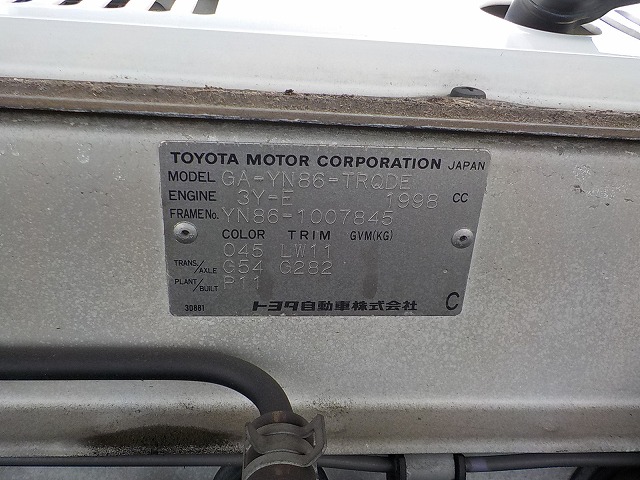 TOYOTA MOTOR CORPORATION JAPAN
MODEL GA-YN86-TRQDE
ENGINE 3Y-E 1998 CC
FRAME No. YN86-1007845
COLOR TRIM GVM(KG)
045 LW11
TRANS./AXLE G54 G282
PLANT/BUILT P11
30881 トヨタ自動車株式会社 C